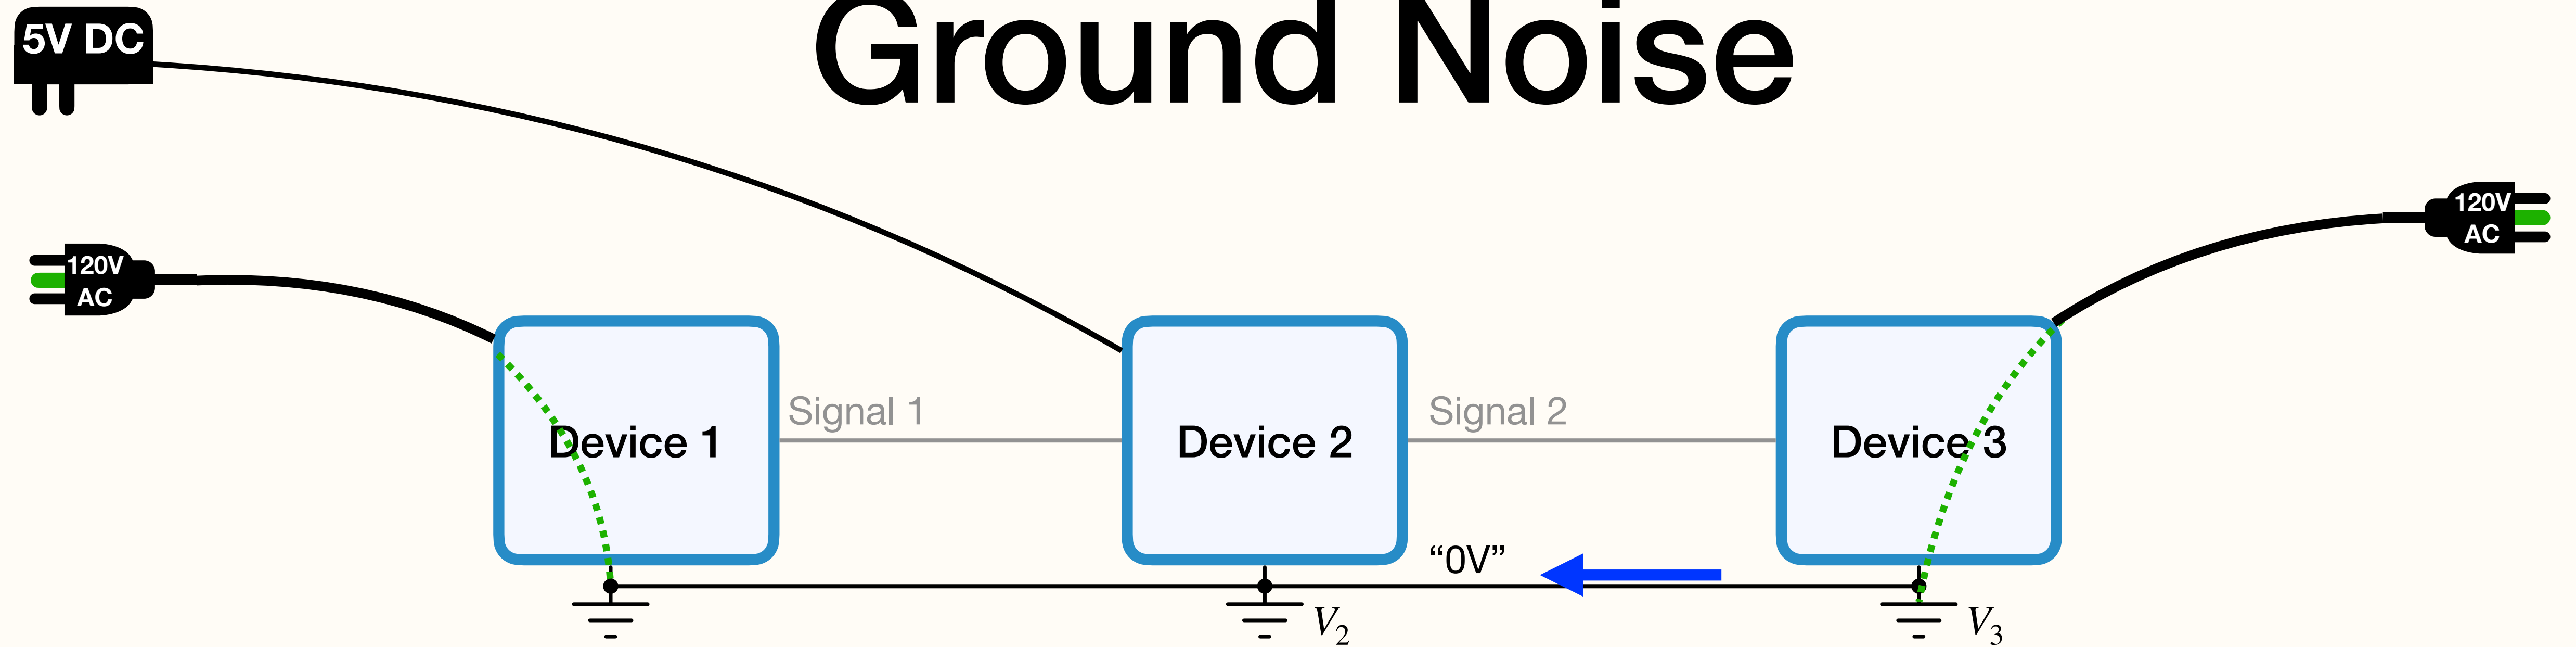 Ground Noise
5V DC
120V
AC
120V
AC
Signal 1
Signal 2
Device 1
Device 2
Device 3
“0V”
V2
V3